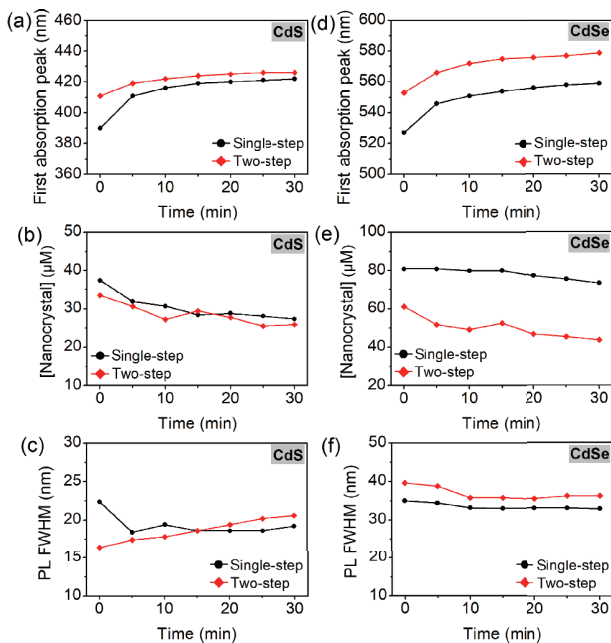 (a)
CdS
First absorption peak (nm)
460
440
420
400
380
360
Single-step
Two-step
0
10
20
30
Time (min)
(d)
CdSe
First absorption peak (nm)
600
580
560
540
520
500
Single-step
Two-step
0
10
20
30
Time (min)
(b)
CdS
[Nanocrystal] (µM)
50
40
30
20
10
Single-step
Two-step
0
10
20
30
Time (min)
(e)
CdSe
[Nanocrystal] (µM)
100
80
60
40
20
Single-step
Two-step
0
10
20
30
Time (min)
(c)
CdS
PL FWHM (nm)
30
25
20
15
10
Single-step
Two-step
0
10
20
30
Time (min)
(f)
CdSe
PL FWHM (nm)
50
40
30
20
10
Single-step
Two-step
0
10
20
30
Time (min)